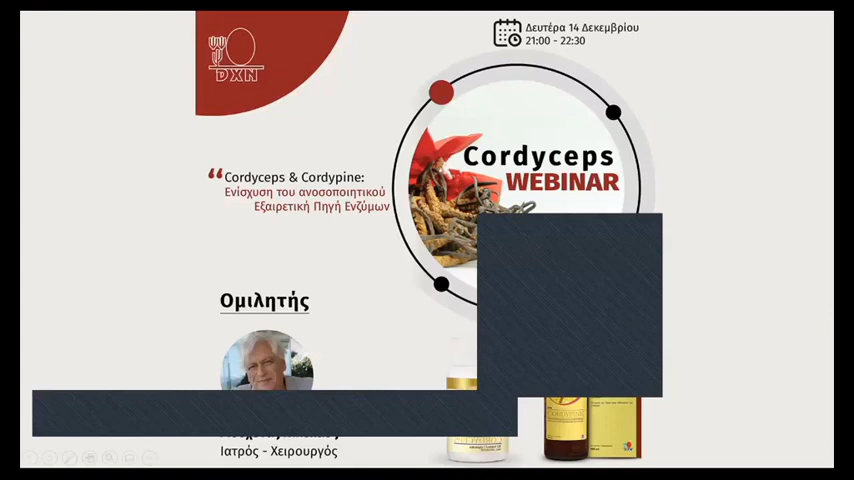 Δευτέρα 14 Δεκεμβρίου
21:00 - 22:30
DXN
Cordyceps
WEBINAR
“ Cordyceps & Cordypine:
Ενίσχυση του ανοσοποιητικού
Εξαιρετική Πηγή Ενζύμων
Ομιλητής
Ιατρός - Χειρουργός
CORDYPINE